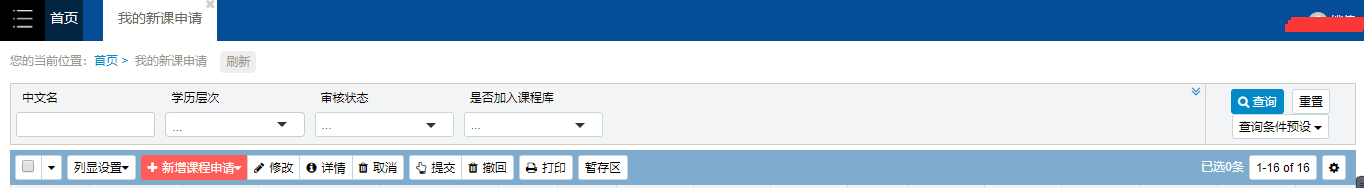 首页 我的新课申请
您的当前位置: 首页 > 我的新课申请 刷新
中文名 学历层次 审核状态 是否加入课程库
... ... ... 查询 重置
查询条件预设
列显设置 新增课程申请 修改 详情 取消 提交 撤回 打印 暂存区 已选0条 1-16 of 16